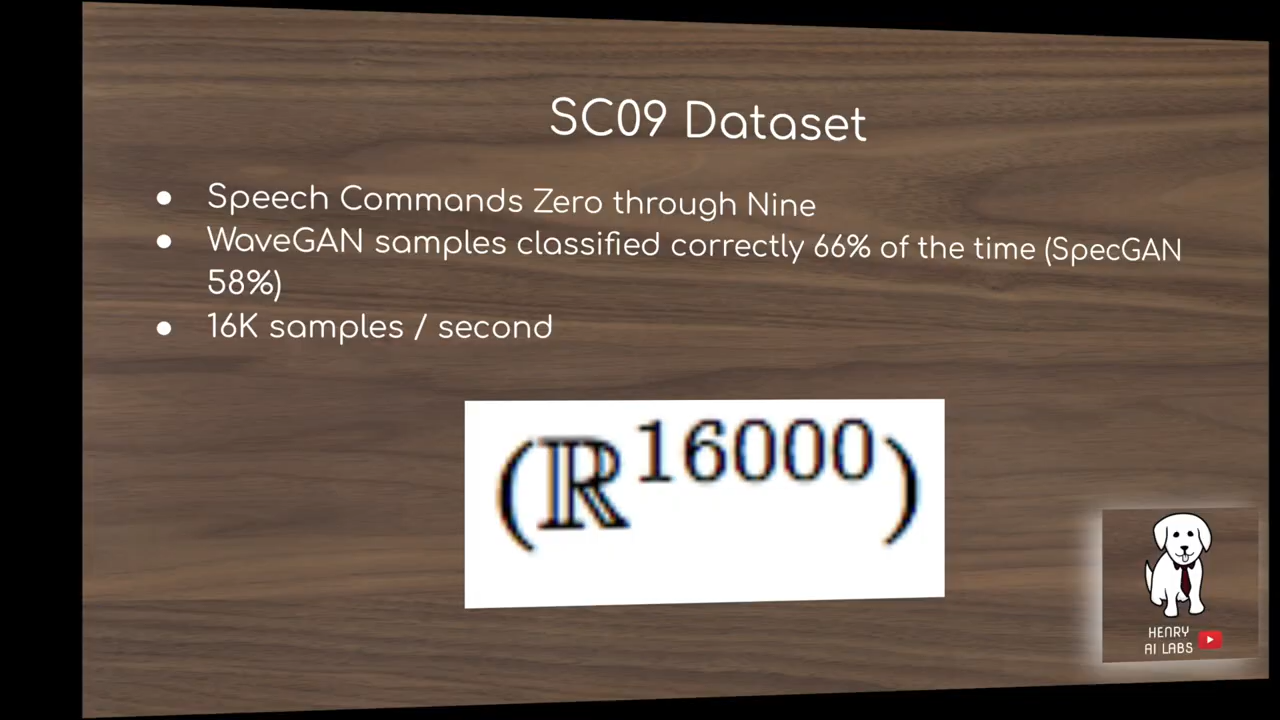 SC09 Dataset
● Speech Commands Zero through Nine
● WaveGAN samples classified correctly 66% of the time (SpecGAN
58%)
● 16K samples / second
(ℝ^16000)
HENRY
AI LABS